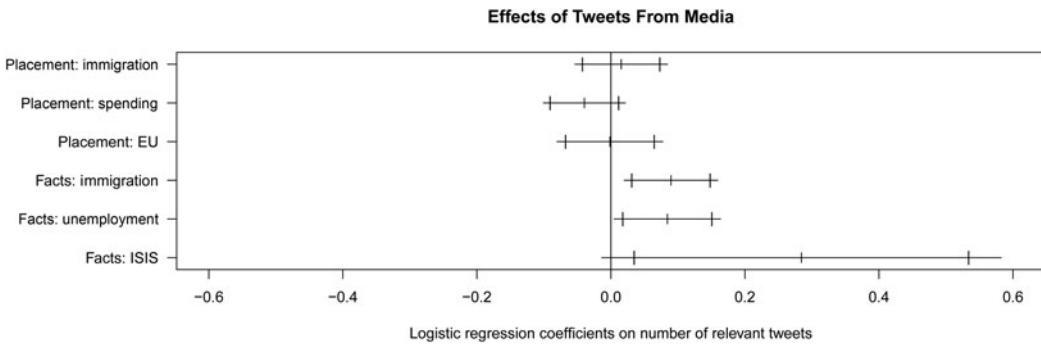 Effects of Tweets From Media
Placement: immigration
Placement: spending
Placement: EU
Facts: immigration
Facts: unemployment
Facts: ISIS
−0.6 −0.4 −0.2 0.0 0.2 0.4 0.6
Logistic regression coefficients on number of relevant tweets